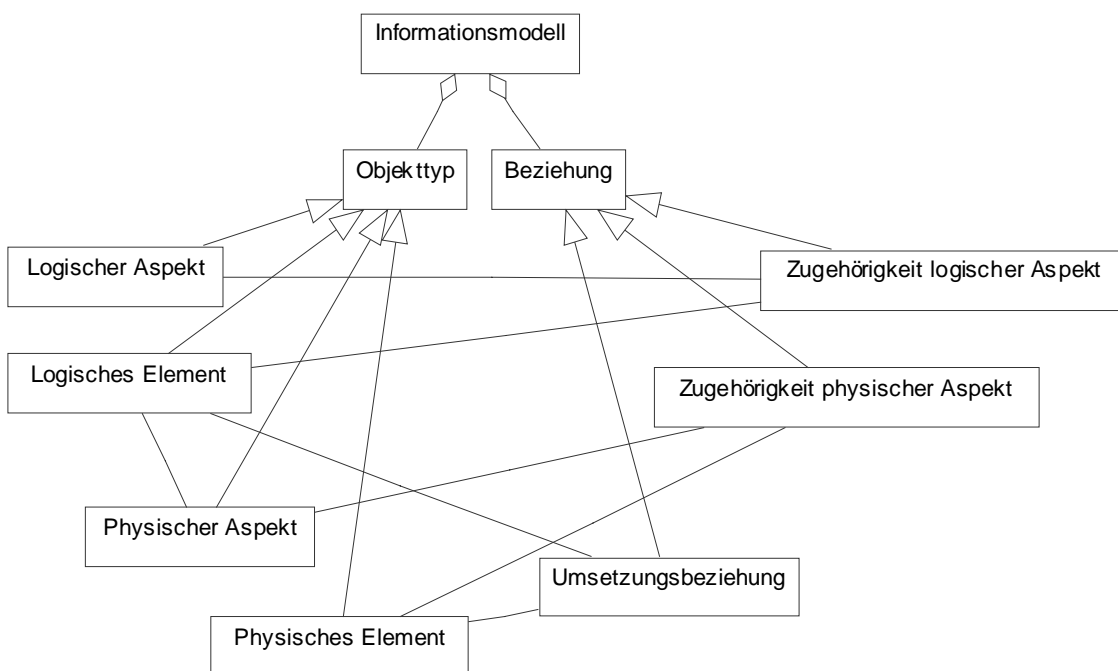 Informationsmodell
Objekttyp
Beziehung
Logischer Aspekt
Zugehörigkeit logischer Aspekt
Logisches Element
Zugehörigkeit physischer Aspekt
Physischer Aspekt
Umsetzungsbeziehung
Physisches Element